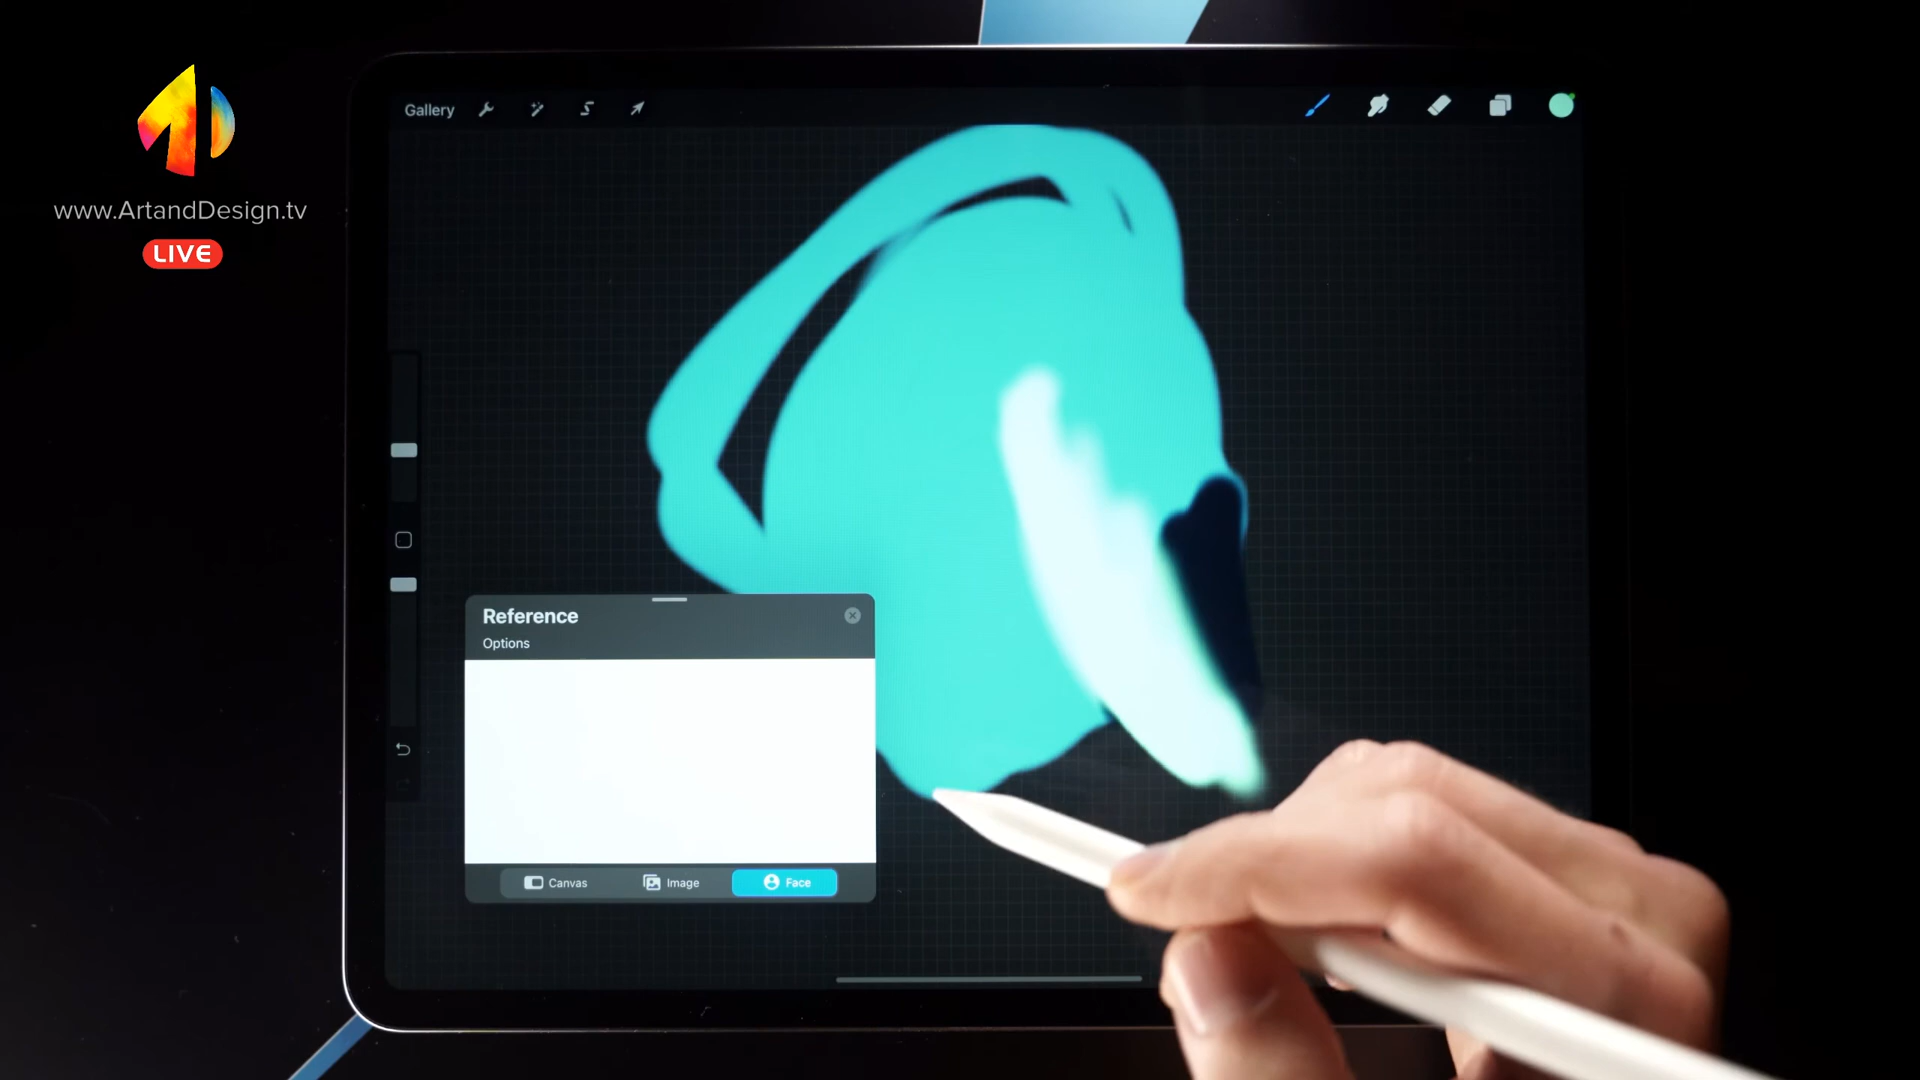 www.ArtandDesign.tv
LIVE
Gallery
Reference
Options
Canvas
Image
Face